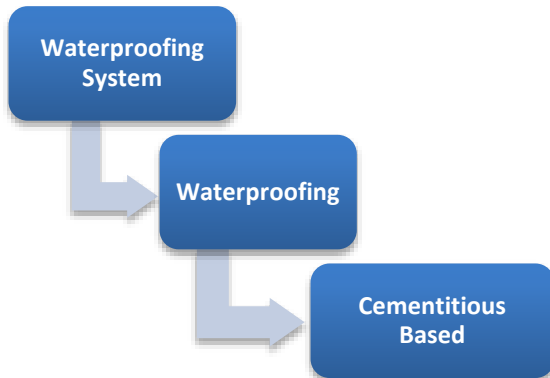 Waterproofing
System
Waterproofing
Cementitious
Based